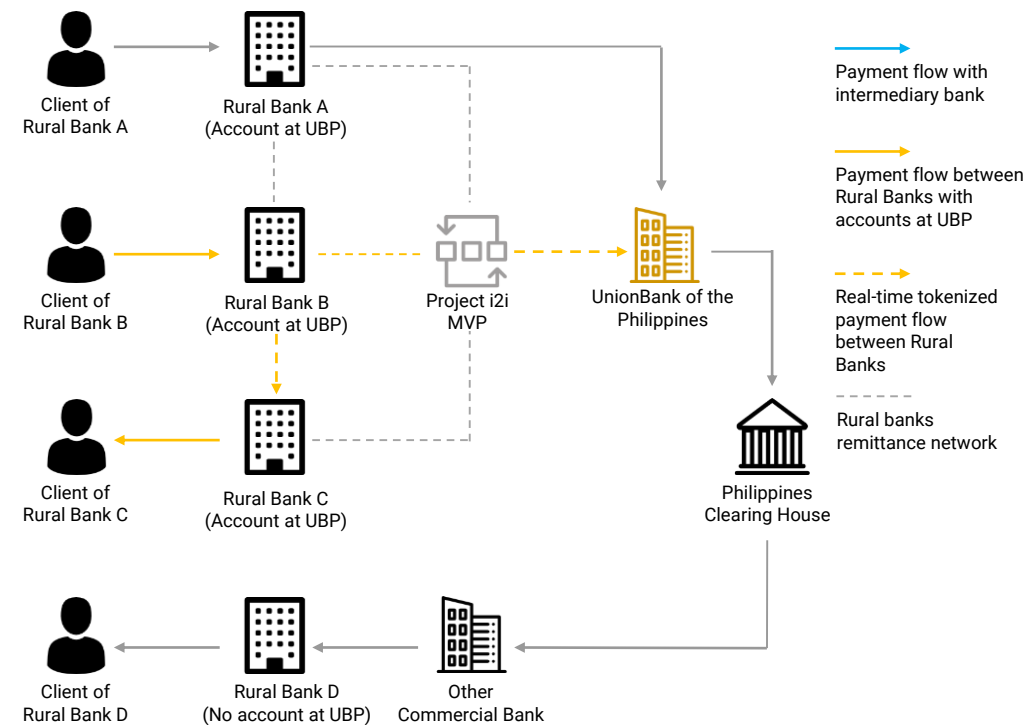 Client of
Rural Bank A
Rural Bank A
(Account at UBP)
Payment flow with
intermediary bank
Payment flow between
Rural Banks with
accounts at UBP
Client of
Rural Bank B
Rural Bank B
(Account at UBP)
Project i2i
MVP
UnionBank of the
Philippines
Real-time tokenized
payment flow
between Rural
Banks
Rural banks
remittance network
Client of
Rural Bank C
Rural Bank C
(Account at UBP)
Philippines
Clearing House
Client of
Rural Bank D
Rural Bank D
(No account at UBP)
Other
Commercial Bank